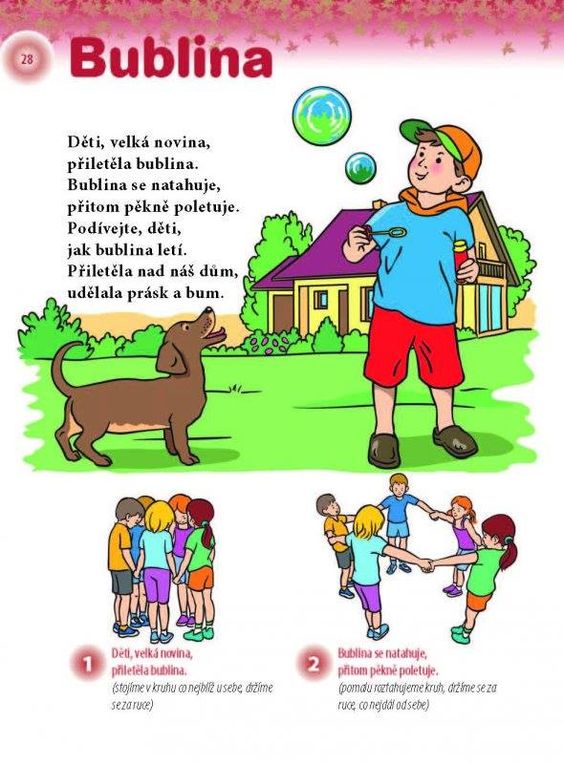 28
Bublina
Děti, velká novina,
přiletěla bublina.
Bublina se natahuje,
přitom pěkně poletuje.
Podívejte, děti,
jak bublina letí.
Přiletěla nad náš dům,
udělala prásk a bum.
1
Děti, velká novina,
přiletěla bublina.
(stojíme v kruhu co nejblíž u sebe, držíme
se za ruce)
2
Bublina se natahuje,
přitom pěkně poletuje.
(pomalu roztahujeme kruh, držíme se za
ruce, co nejdál od sebe)